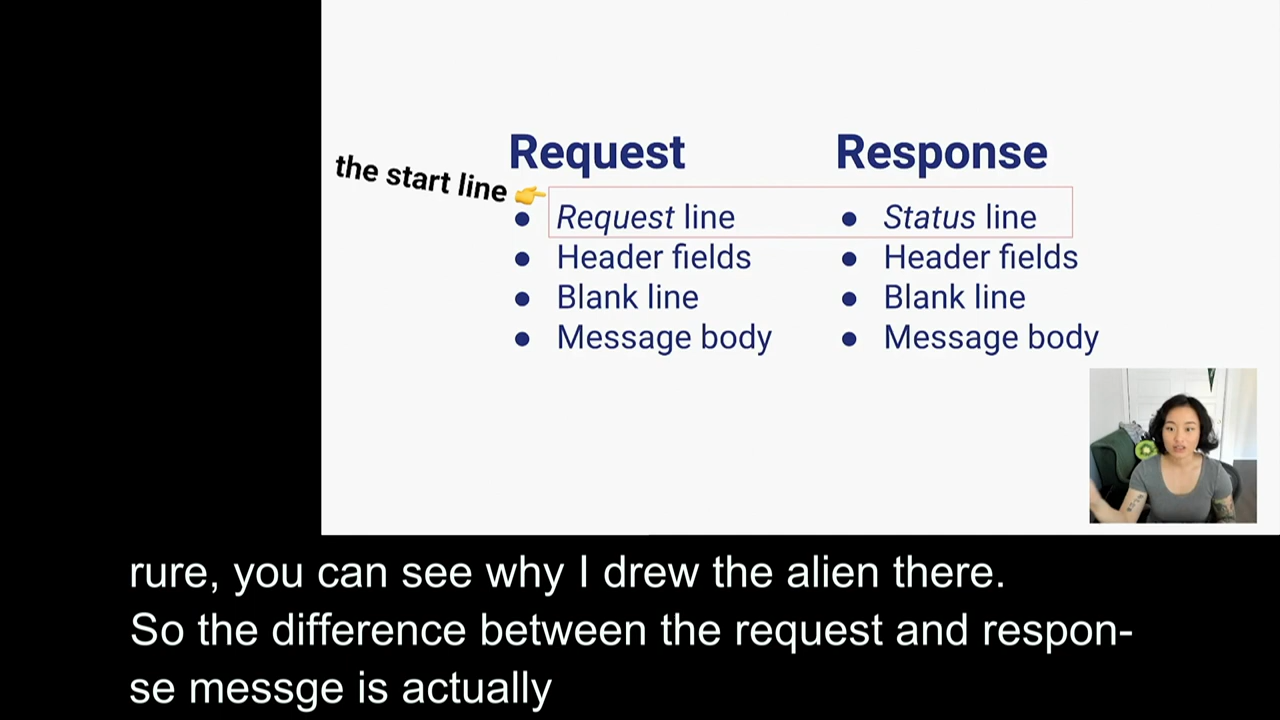 the start line 👉
Request
Request line
Header fields
Blank line
Message body
Response
Status line
Header fields
Blank line
Message body
rure, you can see why I drew the alien there.
So the difference between the request and respon-
se messge is actually